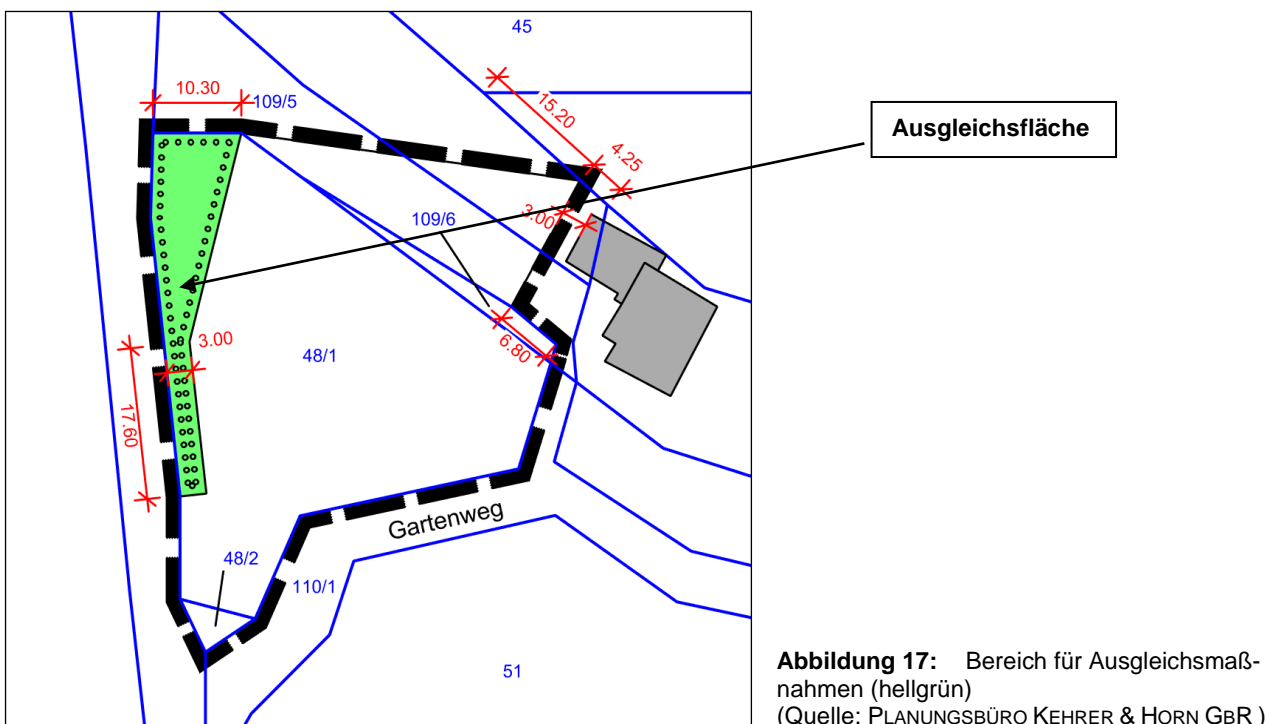 45
10.30
109/5
15.20
4.25
Ausgleichsfläche
3.00
109/6
3.00
6.80
48/1
17.60
Gartenweg
48/2
110/1
51
Abbildung 17: Bereich für Ausgleichsmaß-
nahmen (hellgrün)
(Quelle: PLANUNGSBÜRO KEHRER & HORN GBR )